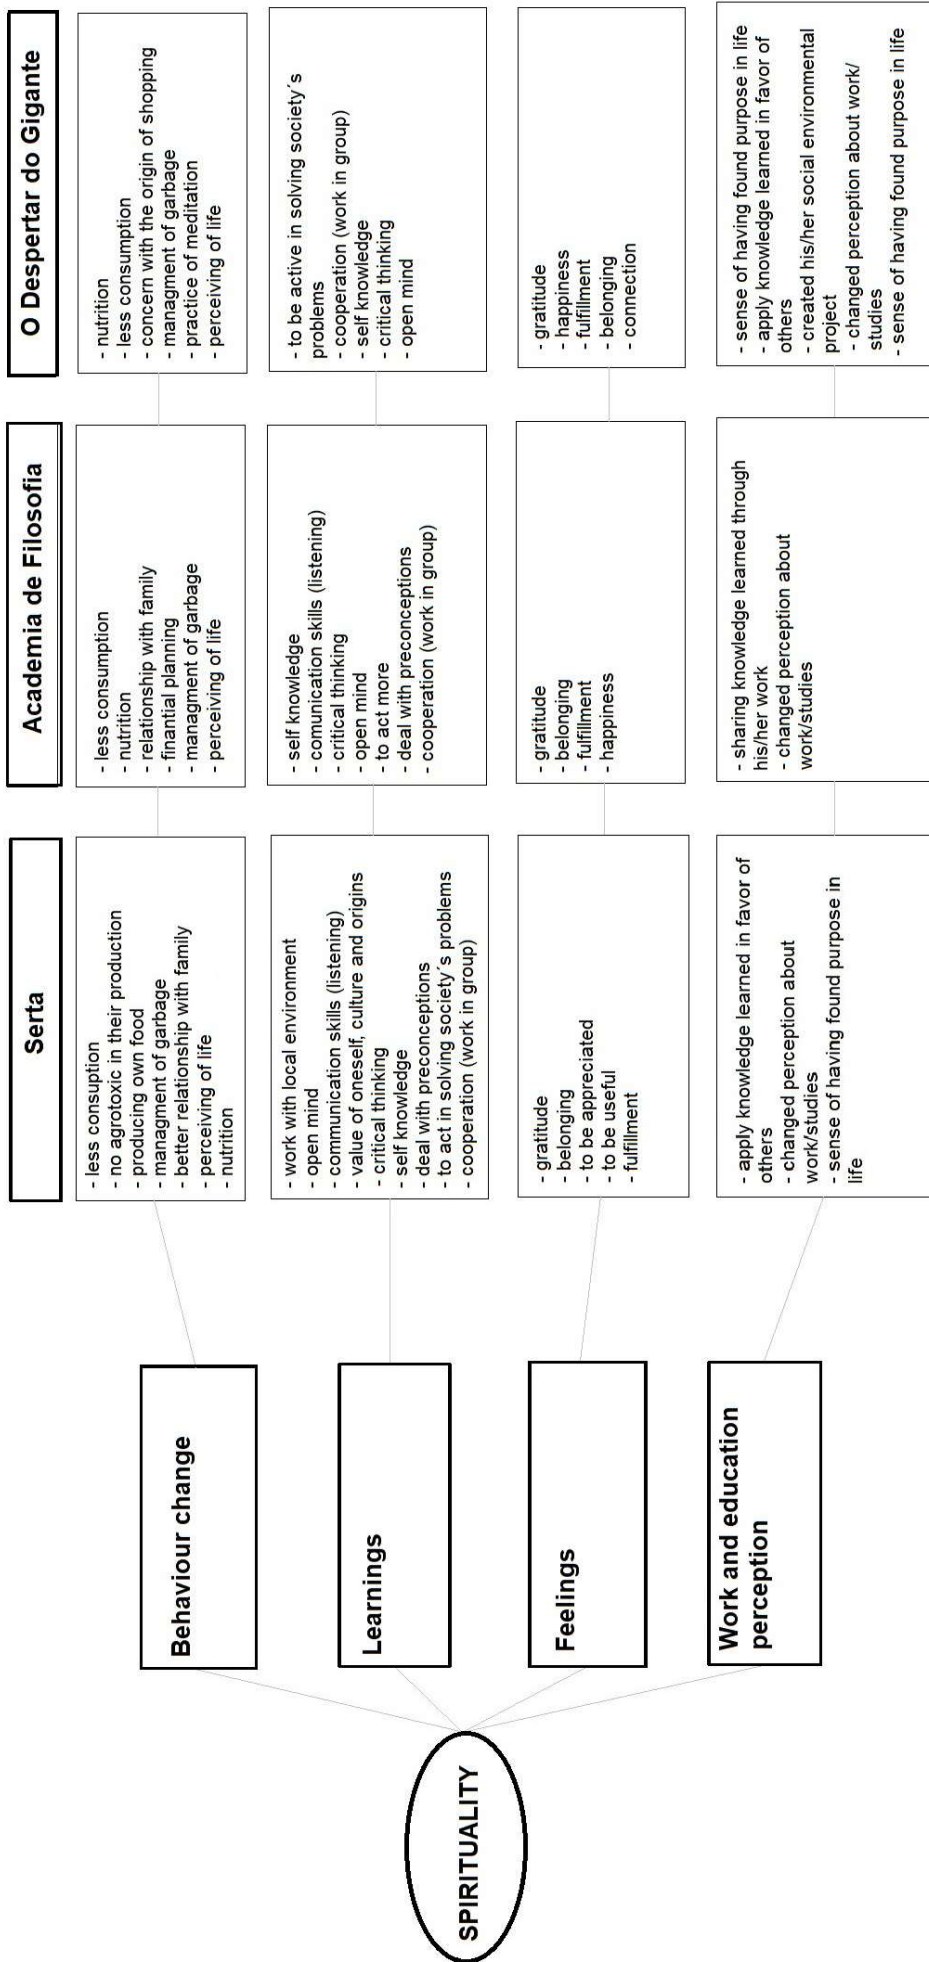 Serta
Academia de Filosofia
O Despertar do Gigante
SPIRITUALITY
Behaviour change
- less consuption
- no agrotoxic in their production
- producing own food
- managment of garbage
- better relationship with family
- perceiving of life
- nutrition
- less consumption
- nutrition
- relationship with family
- finantial planning
- managment of garbage
- perceiving of life
- nutrition
- less consumption
- concern with the origin of shopping
- managment of garbage
- practice of meditation
- perceiving of life
Learnings
- work with local environment
- open mind
- communication skills (listening)
- value of oneself, culture and origins
- critical thinking
- self knowledge
- deal with preconceptions
- to act in solving society´s problems
- cooperation (work in group)
- self knowledge
- comunication skills (listening)
- critical thinking
- open mind
- to act more
- deal with preconceptions
- cooperation (work in group)
- to be active in solving society´s
problems
- cooperation (work in group)
- self knowledge
- critical thinking
- open mind
Feelings
- gratitude
- belonging
- to be appreciated
- to be useful
- fulfillment
- gratitude
- belonging
- fulfillment
- happiness
- gratitude
- happiness
- fulfillment
- belonging
- connection
Work and education
perception
- apply knowledge learned in favor of
others
- changed perception about
work/studies
- sense of having found purpose in
life
- sharing knowledge learned through
his/her work
- changed perception about
work/studies
- sense of having found purpose in life
- apply knowledge learned in favor of
others
- created his/her social environmental
project
- changed perception about work/
studies
- sense of having found purpose in life